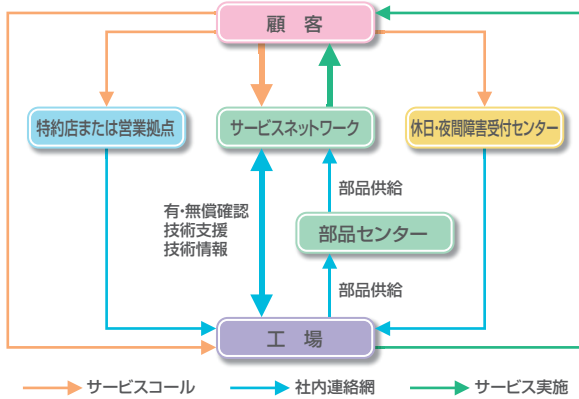 顧 客
特約店または営業拠点
サービスネットワーク
休日・夜間障害受付センター
有・無償確認
技術支援
技術情報
部品供給
部品センター
部品供給
工 場
サービスコール
社内連絡網
サービス実施